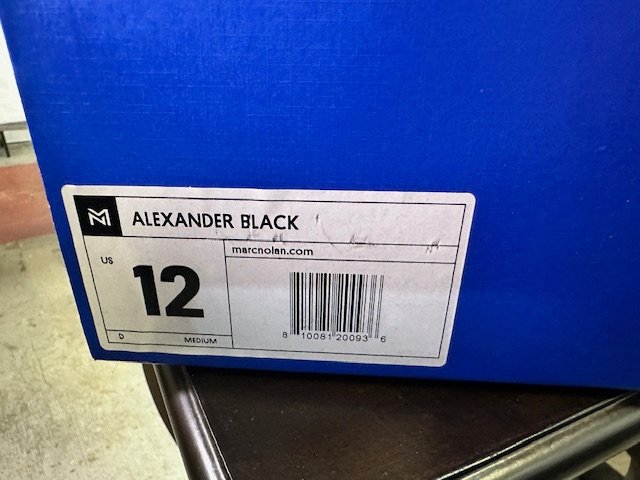 M
ALEXANDER BLACK
marcnolan.com
US
12
D MEDIUM
8 10081 20093 6